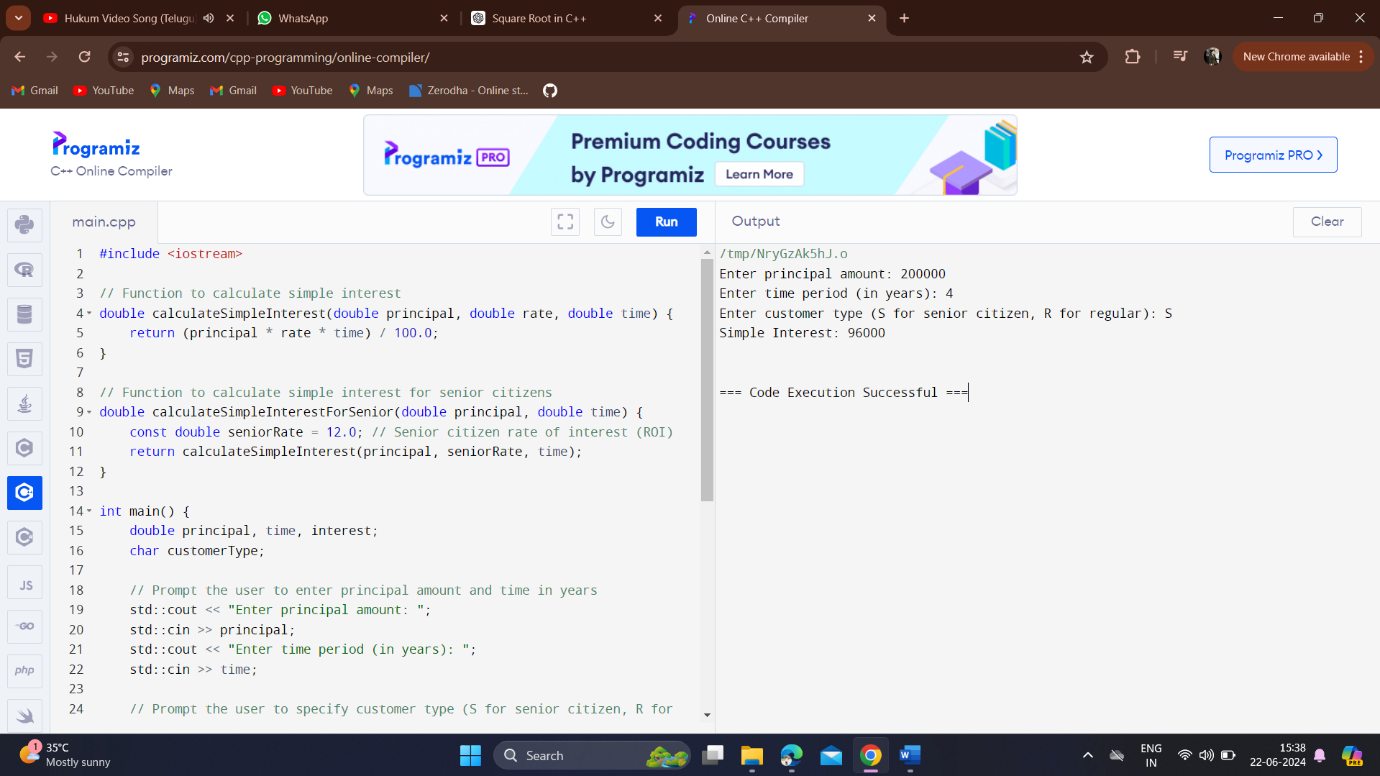 Hukum Video Song (Telugu
WhatsApp
Square Root in C++
Online C++ Compiler
programiz.com/cpp-programming/online-compiler/
New Chrome available
Gmail
YouTube
Maps
Gmail
YouTube
Maps
Zerodha - Online st...
Programiz
C++ Online Compiler
Programiz PRO
Premium Coding Courses
by Programiz
Learn More
Programiz PRO >
main.cpp
Run
Output
Clear
1 #include <iostream>
2
3 // Function to calculate simple interest
4 double calculateSimpleInterest(double principal, double rate, double time) {
5     return (principal * rate * time) / 100.0;
6 }
7
8 // Function to calculate simple interest for senior citizens
9 double calculateSimpleInterestForSenior(double principal, double time) {
10     const double seniorRate = 12.0; // Senior citizen rate of interest (ROI)
11     return calculateSimpleInterest(principal, seniorRate, time);
12 }
13
14 int main() {
15     double principal, time, interest;
16     char customerType;
17
18     // Prompt the user to enter principal amount and time in years
19     std::cout << "Enter principal amount: ";
20     std::cin >> principal;
21     std::cout << "Enter time period (in years): ";
22     std::cin >> time;
23
24     // Prompt the user to specify customer type (S for senior citizen, R for
/tmp/NryGzAk5hJ.o
Enter principal amount: 200000
Enter time period (in years): 4
Enter customer type (S for senior citizen, R for regular): S
Simple Interest: 96000
=== Code Execution Successful ===
JS
GO
php
1
35°C
Mostly sunny
Search
W
ENG
IN
15:38
22-06-2024
PRE